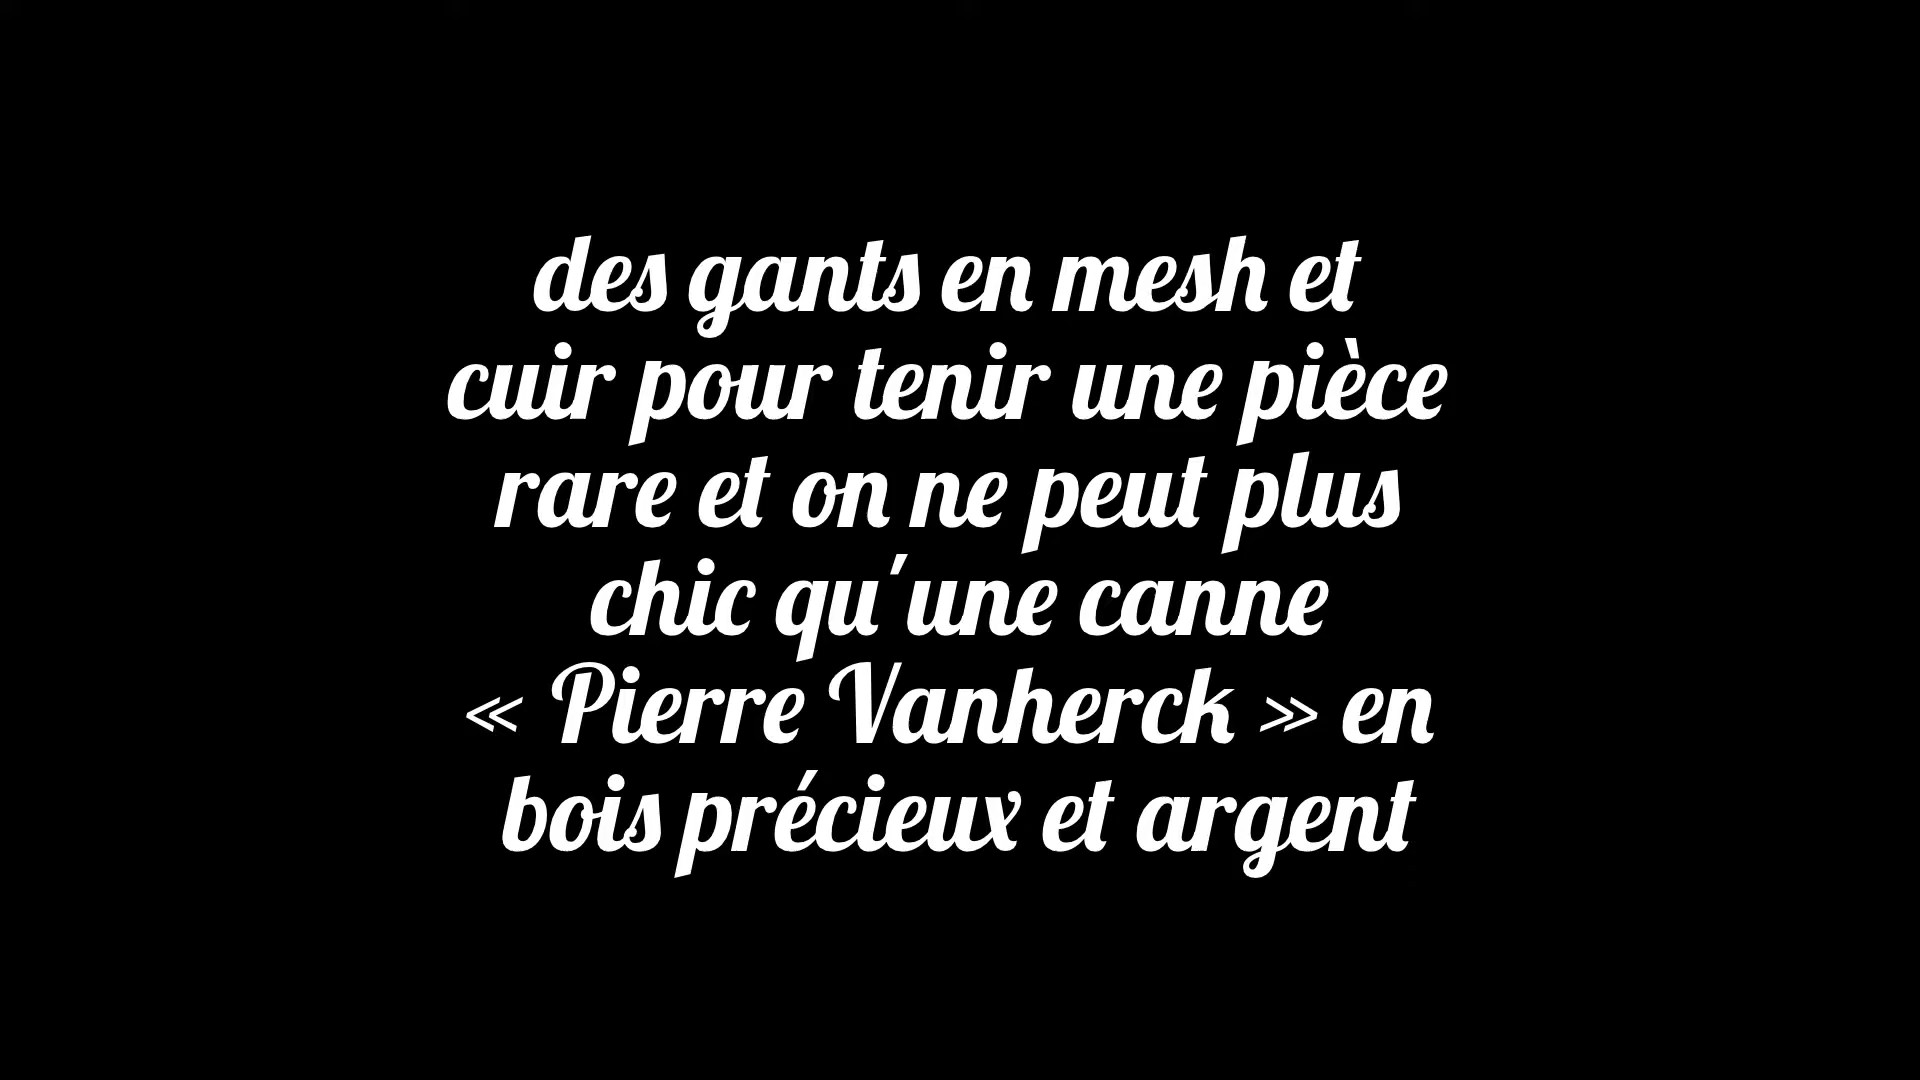 des gants en mesh et
cuir pour tenir une pièce
rare et on ne peut plus
chic qu'une canne
« Pierre Vanherck » en
bois précieux et argent